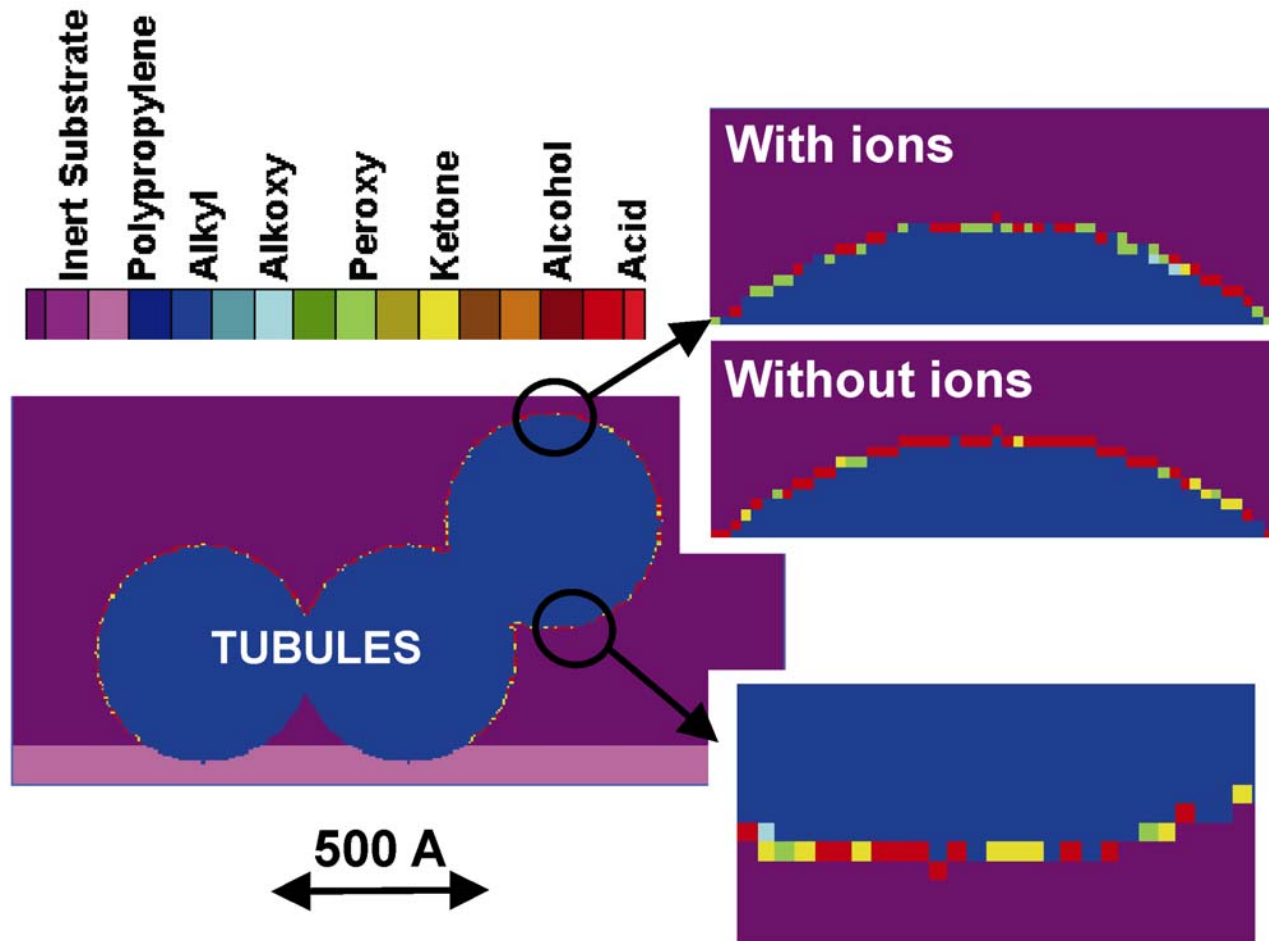 Inert Substrate
Polypropylene
Alkyl
Alkoxy
Peroxy
Ketone
Alcohol
Acid
With ions
Without ions
TUBULES
500 A